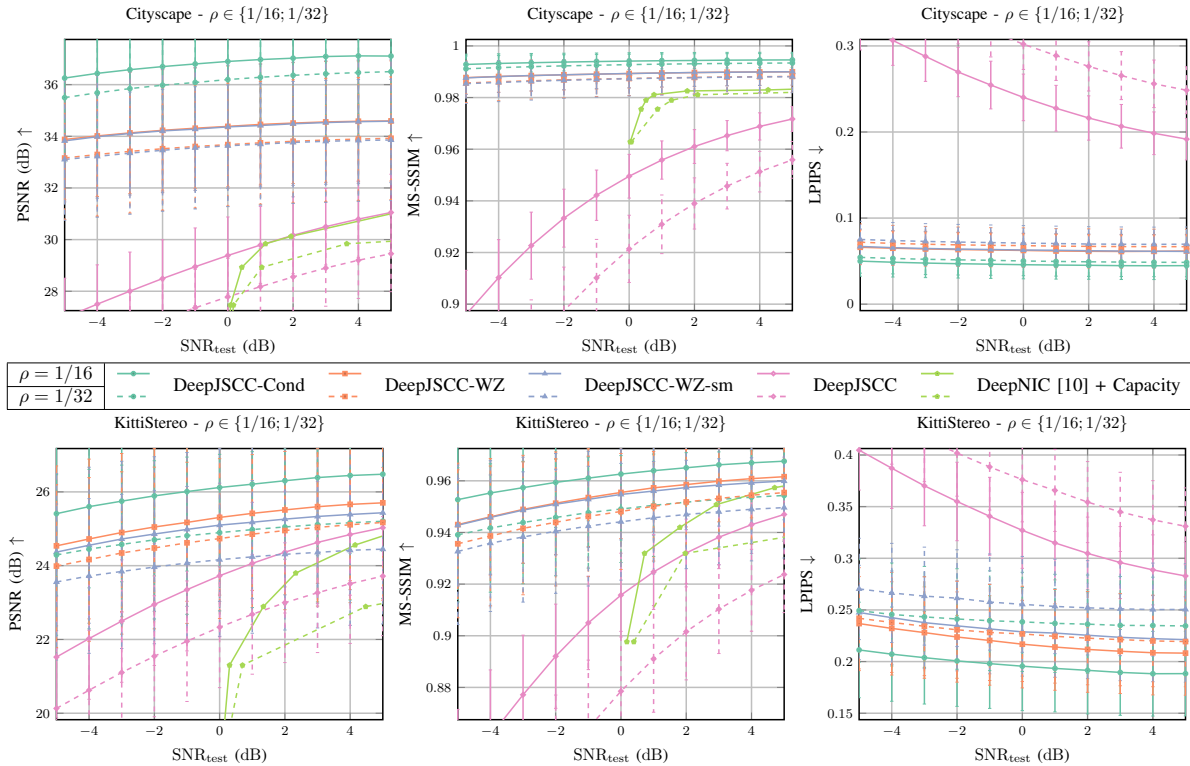 Cityscape - ρ ∈ {1/16; 1/32}
Cityscape - ρ ∈ {1/16; 1/32}
Cityscape - ρ ∈ {1/16; 1/32}
PSNR (dB) ↑
36
34
32
30
28
−4
−2
0
2
4
SNR_test (dB)
MS-SSIM ↑
1
0.98
0.96
0.94
0.92
0.9
−4
−2
0
2
4
SNR_test (dB)
LPIPS ↓
0.3
0.2
0.1
0
−4
−2
0
2
4
SNR_test (dB)
ρ = 1/16
ρ = 1/32
DeepJSCC-Cond
DeepJSCC-WZ
DeepJSCC-WZ-sm
DeepJSCC
DeepNIC [10] + Capacity
KittiStereo - ρ ∈ {1/16; 1/32}
KittiStereo - ρ ∈ {1/16; 1/32}
KittiStereo - ρ ∈ {1/16; 1/32}
PSNR (dB) ↑
26
24
22
20
−4
−2
0
2
4
SNR_test (dB)
MS-SSIM ↑
0.96
0.94
0.92
0.9
0.88
−4
−2
0
2
4
SNR_test (dB)
LPIPS ↓
0.4
0.35
0.3
0.25
0.2
0.15
−4
−2
0
2
4
SNR_test (dB)